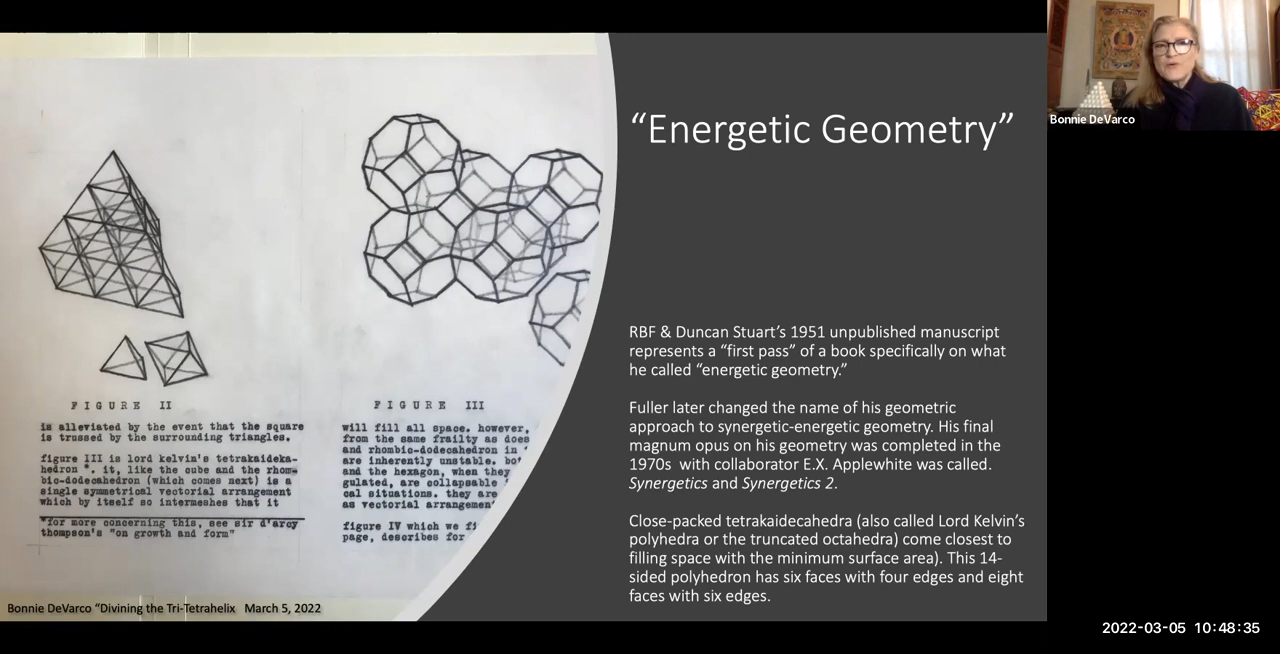 “Energetic Geometry”
RBF & Duncan Stuart’s 1951 unpublished manuscript
represents a “first pass” of a book specifically on what
he called “energetic geometry.”
Fuller later changed the name of his geometric
approach to synergetic-energetic geometry. His final
magnum opus on his geometry was completed in the
1970s with collaborator E.X. Applewhite was called.
Synergetics and Synergetics 2.
Close-packed tetrakaidecahedra (also called Lord Kelvin’s
polyhedra or the truncated octahedra) come closest to
filling space with the minimum surface area). This 14-
sided polyhedron has six faces with four edges and eight
faces with six edges.
FIGURE II
is alleviated by the event that the square
is trussed by the surrounding triangles.
figure III is lord kelvin's tetrakaideka-
hedron *. it, like the cube and the rhom-
bic-dodecahedron (which comes next) is a
single symmetrical vectorial arrangement
which by itself so intermeshes that it
*for more concerning this, see sir d'arcy
thompson's "on growth and form"
FIGURE III
will fill all space. however,
from the same frailty as does
and rhombic-dodecahedron in
are inherently unstable.
and the hexagon, when they
gulated, are collapsable
cal situations. they are
as vectorial arrangemen
figure IV which we
page, describes for
Bonnie DeVarco “Divining the Tri-Tetrahelix March 5, 2022
Bonnie DeVarco
2022-03-05 10:48:35